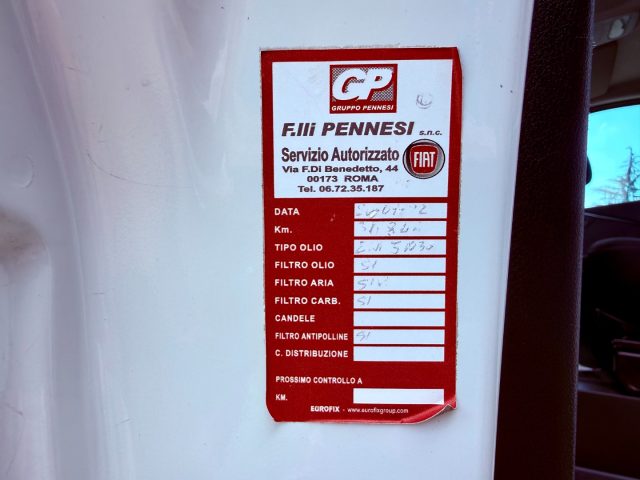 GP
GRUPPO PENNESI
F.lli PENNESI s.n.c.
Servizio Autorizzato FIAT
Via F.Di Benedetto, 44
00173 ROMA
Tel. 06.72.35.187
DATA
Km.
TIPO OLIO
FILTRO OLIO SI
FILTRO ARIA SI
FILTRO CARB. SI
CANDELE
FILTRO ANTIPOLLINE SI
C. DISTRIBUZIONE
PROSSIMO CONTROLLO A
KM.
EUROFIX - www.eurofixgroup.com